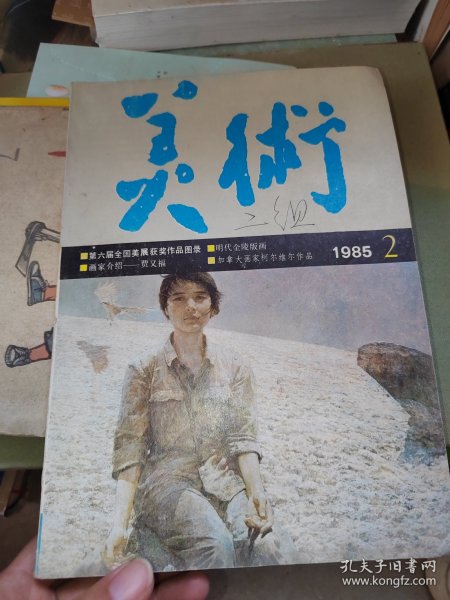 美術
二组
■第六届全国美展获奖作品图录 ■明代金陵版画
■画家介绍——贾又福 ■加拿大画家柯尔维尔作品
1985 2
孔夫子旧书网
www.kongfz.com